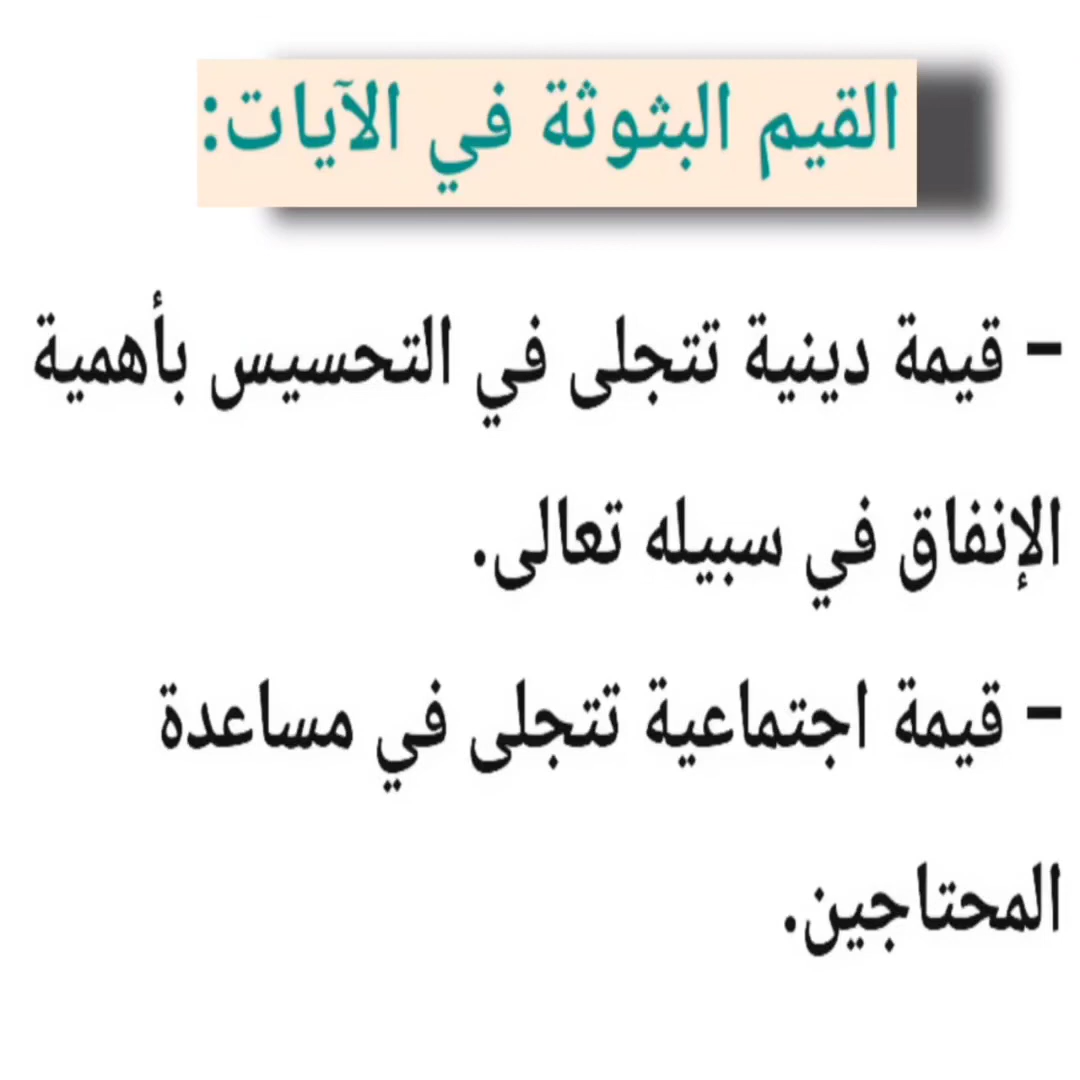 القيم البثوثة في الآيات:
- قيمة دينية تتجلى في التحسيس بأهمية
الإنفاق في سبيله تعالى.
- قيمة اجتماعية تتجلى في مساعدة
المحتاجين.